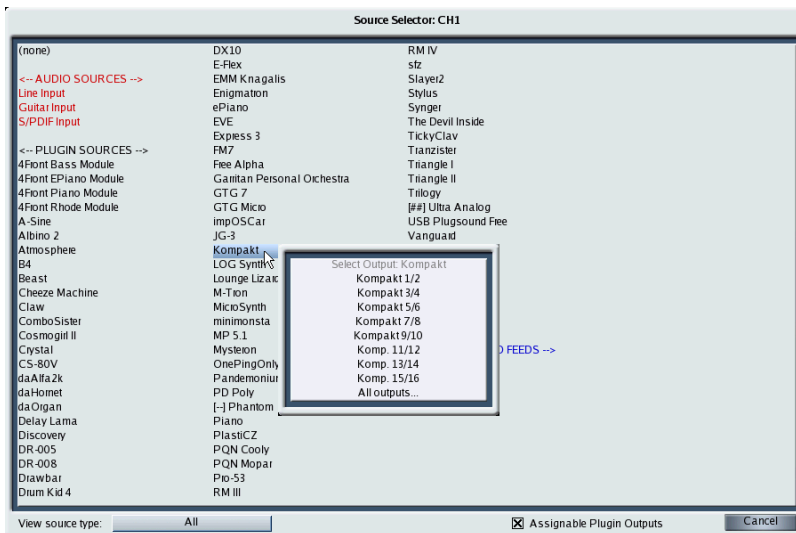 Source Selector: CH1
(none)
<-- AUDIO SOURCES -->
Line Input
Guitar Input
S/PDIF Input
<-- PLUGIN SOURCES -->
4Front Bass Module
4Front EPiano Module
4Front Piano Module
4Front Rhode Module
A-Sine
Albino 2
Atmosphere
B4
Beast
Cheeze Machine
Claw
ComboSister
Cosmogirl II
Crystal
CS-80V
daAlfa2k
daHornet
daOrgan
Delay Lama
Discovery
DR-005
DR-008
Drawbar
Drum Kid 4
DX10
E-Flex
EMM Knagalis
Enigmatron
ePiano
EVE
Express 3
FM7
Free Alpha
Garritan Personal Orchestra
GTG 7
GTG Micro
impOSCar
JG-3
Kompakt
LOG Synth
Lounge Lizard
M-Tron
MicroSynth
minimonsta
MP 5.1
Mysteron
OnePingOnly
Pandemonium
PD Poly
[--] Phantom
Piano
PlastiCZ
PQN Cooly
PQN Mopar
Pro-53
RM III
RM IV
sfz
Slayer2
Stylus
Synger
The Devil Inside
TickyClav
Tranzister
Triangle I
Triangle II
Trilogy
[##] Ultra Analog
USB Plugsound Free
Vanguard
FEEDS -->
Select Output: Kompakt
Kompakt 1/2
Kompakt 3/4
Kompakt 5/6
Kompakt 7/8
Kompakt 9/10
Komp. 11/12
Komp. 13/14
Komp. 15/16
All outputs...
View source type:
All
Assignable Plugin Outputs
Cancel